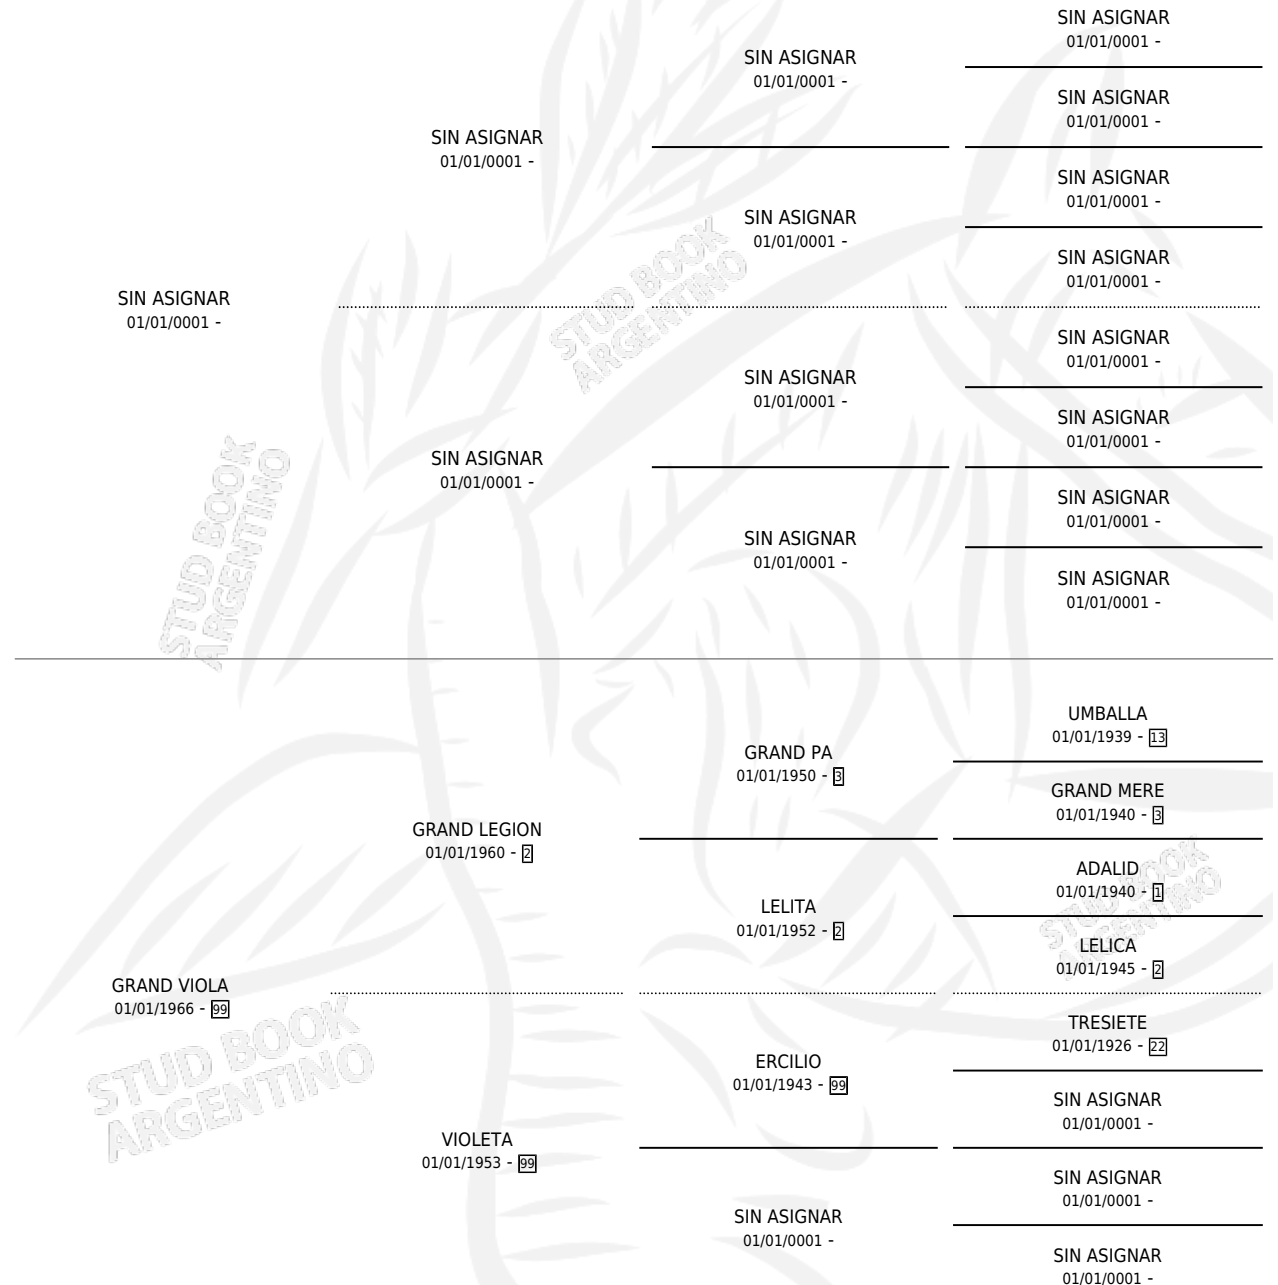 SIN ASIGNAR
01/01/0001 -
SIN ASIGNAR
01/01/0001 -
SIN ASIGNAR
01/01/0001 -
SIN ASIGNAR
01/01/0001 -
SIN ASIGNAR
01/01/0001 -
SIN ASIGNAR
01/01/0001 -
SIN ASIGNAR
01/01/0001 -
STUD BOOK
ARGENTINO
SIN ASIGNAR
01/01/0001 -
SIN ASIGNAR
01/01/0001 -
SIN ASIGNAR
01/01/0001 -
SIN ASIGNAR
01/01/0001 -
SIN ASIGNAR
01/01/0001 -
STUD BOOK
ARGENTINO
SIN ASIGNAR
01/01/0001 -
SIN ASIGNAR
01/01/0001 -
SIN ASIGNAR
01/01/0001 -
UMBALLA
01/01/1939 - 13
GRAND PA
01/01/1950 - 3
GRAND MERE
01/01/1940 - 3
GRAND LEGION
01/01/1960 - 2
ADALID
01/01/1940 - 1
LELITA
01/01/1952 - 2
STUD BOOK
ARGENTINO
LELICA
01/01/1945 - 2
GRAND VIOLA
01/01/1966 - 99
STUD BOOK
ARGENTINO
TRESIETE
01/01/1926 - 22
ERCILIO
01/01/1943 - 99
SIN ASIGNAR
01/01/0001 -
VIOLETA
01/01/1953 - 99
SIN ASIGNAR
01/01/0001 -
SIN ASIGNAR
01/01/0001 -
SIN ASIGNAR
01/01/0001 -